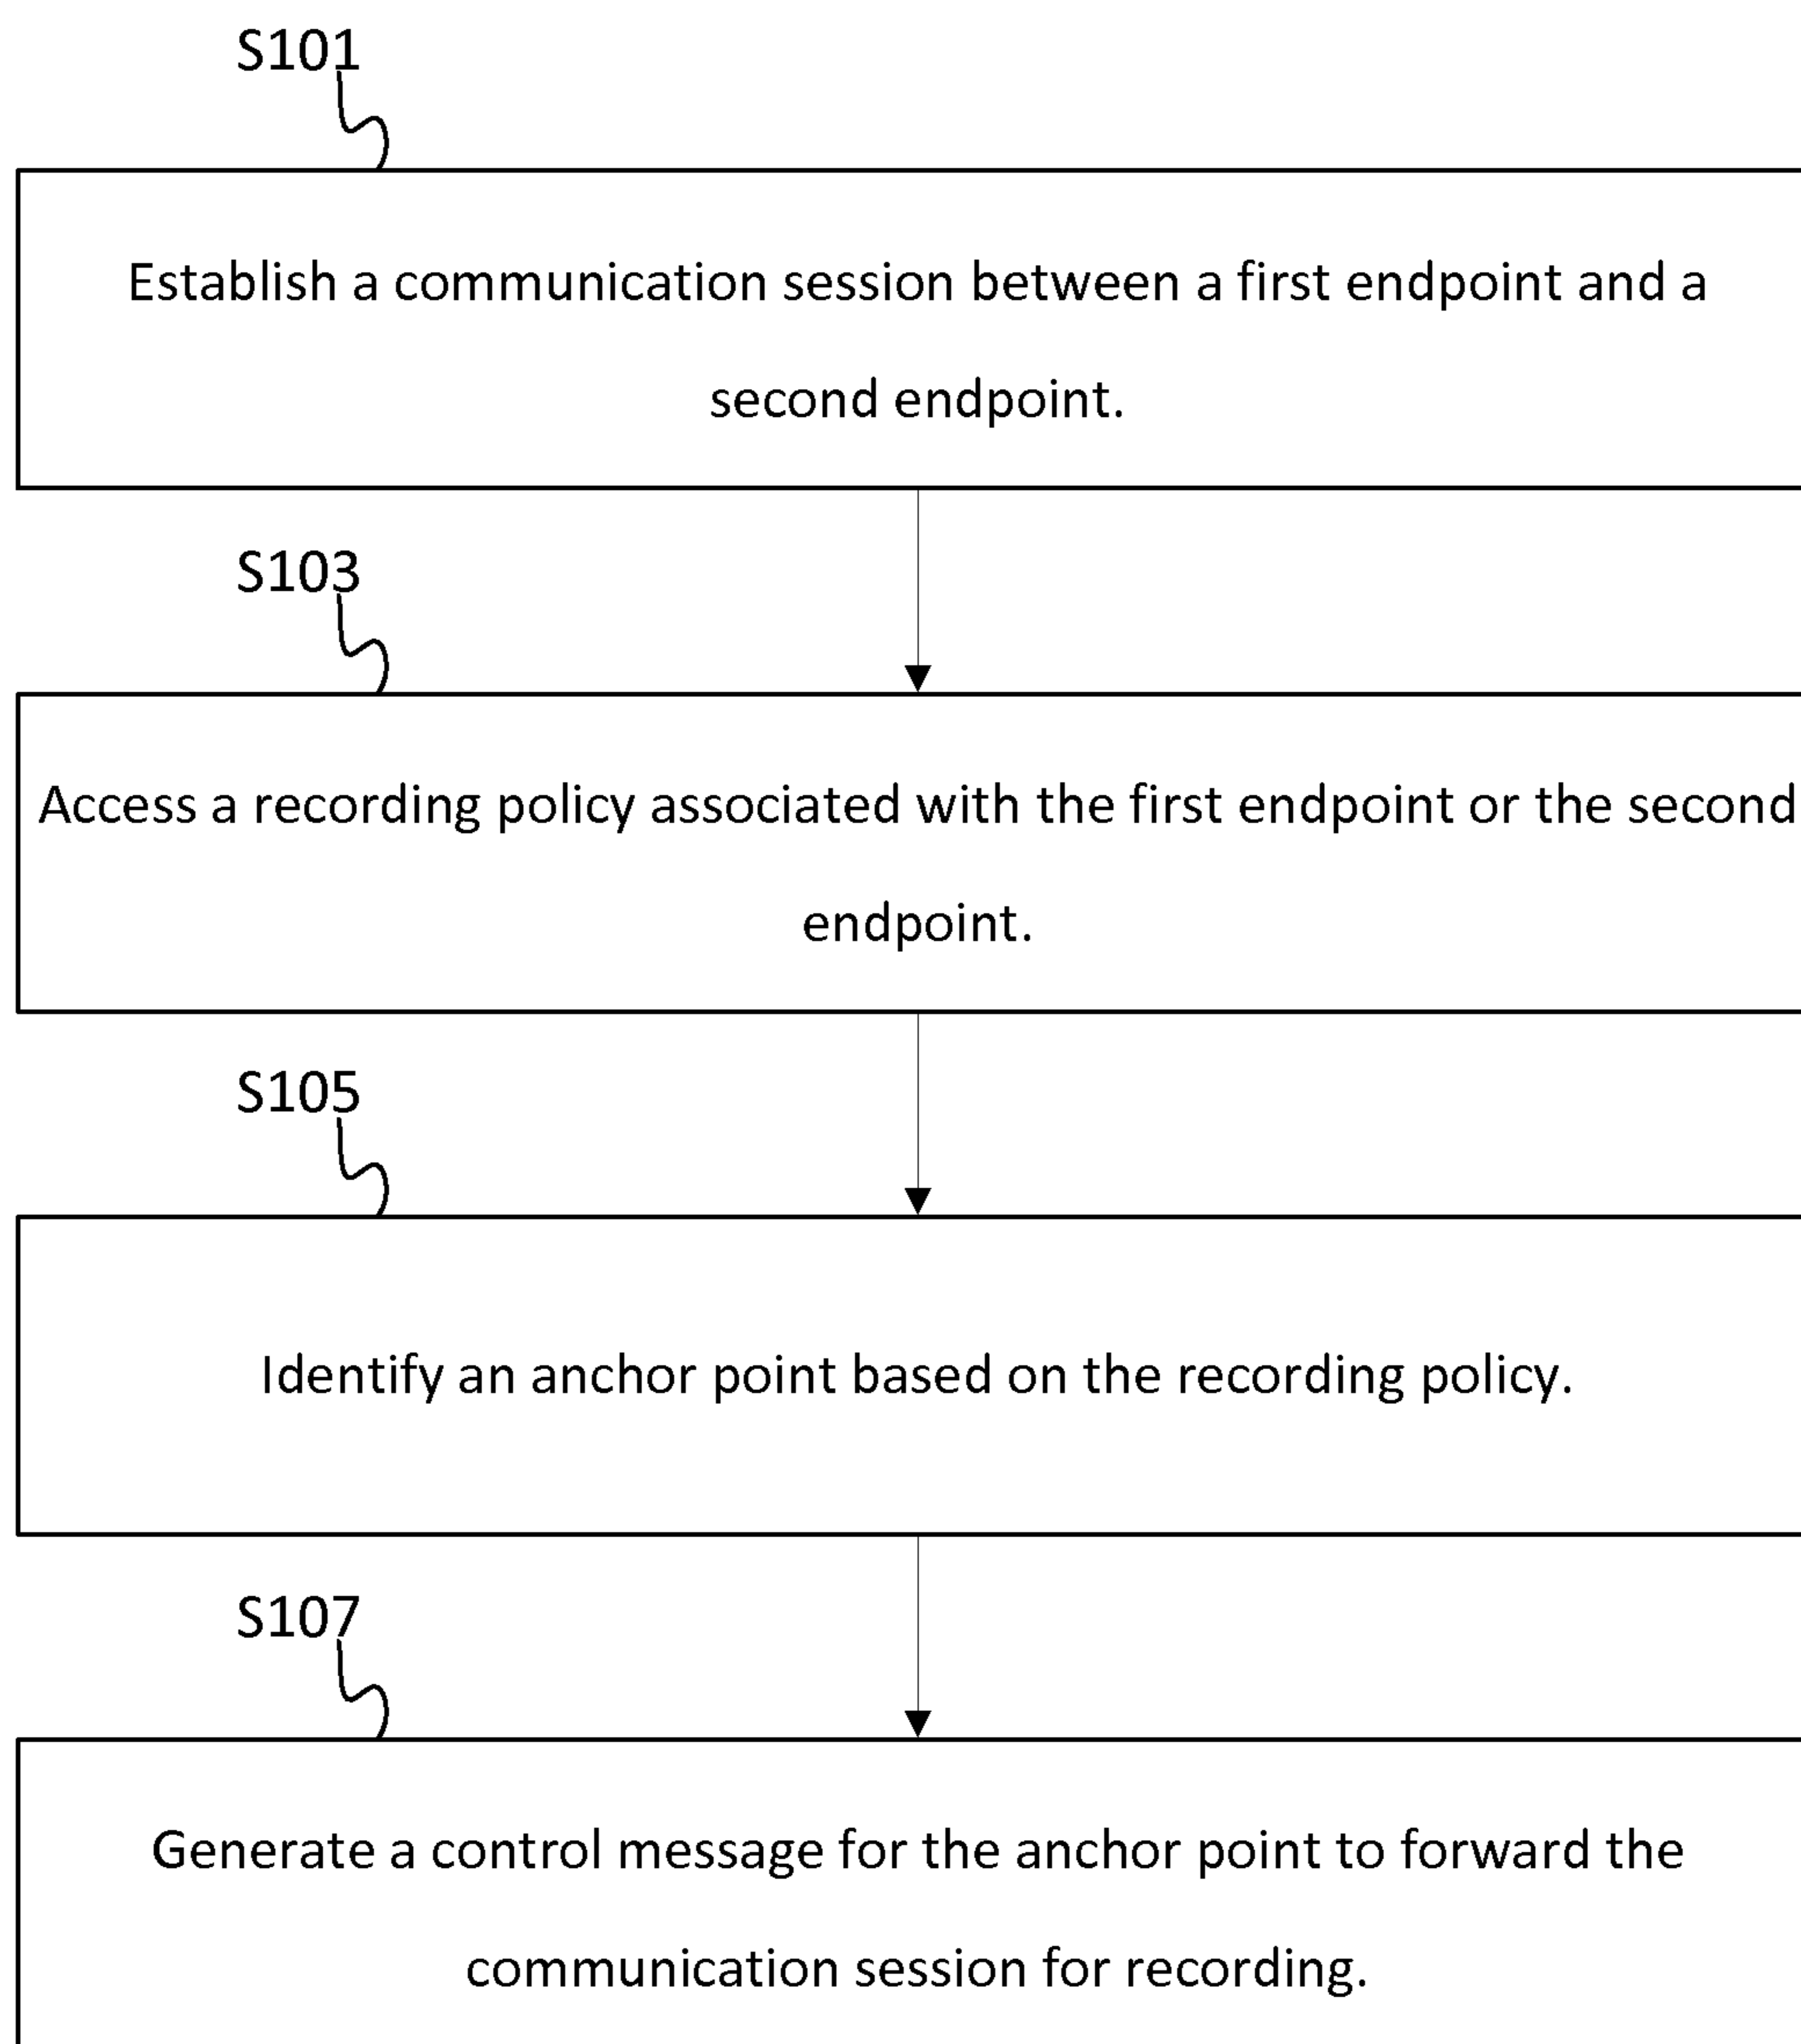 S101
Establish a communication session between a first endpoint and a
second endpoint.
S103
Access a recording policy associated with the first endpoint or the second
endpoint.
S105
Identify an anchor point based on the recording policy.
S107
Generate a control message for the anchor point to forward the
communication session for recording.